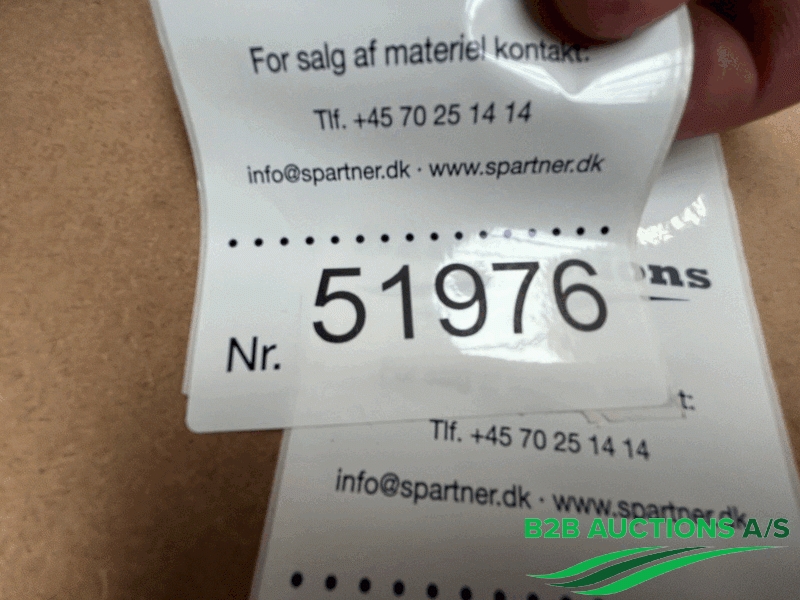 For salg af materiel kontakt:
Tlf. +45 70 25 14 14
info@spartner.dk · www.spartner.dk
Nr. 51976
ons
t:
Tlf. +45 70 25 14 14
info@spartner.dk · www.spartner.dk
B2B AUCTIONS A/S